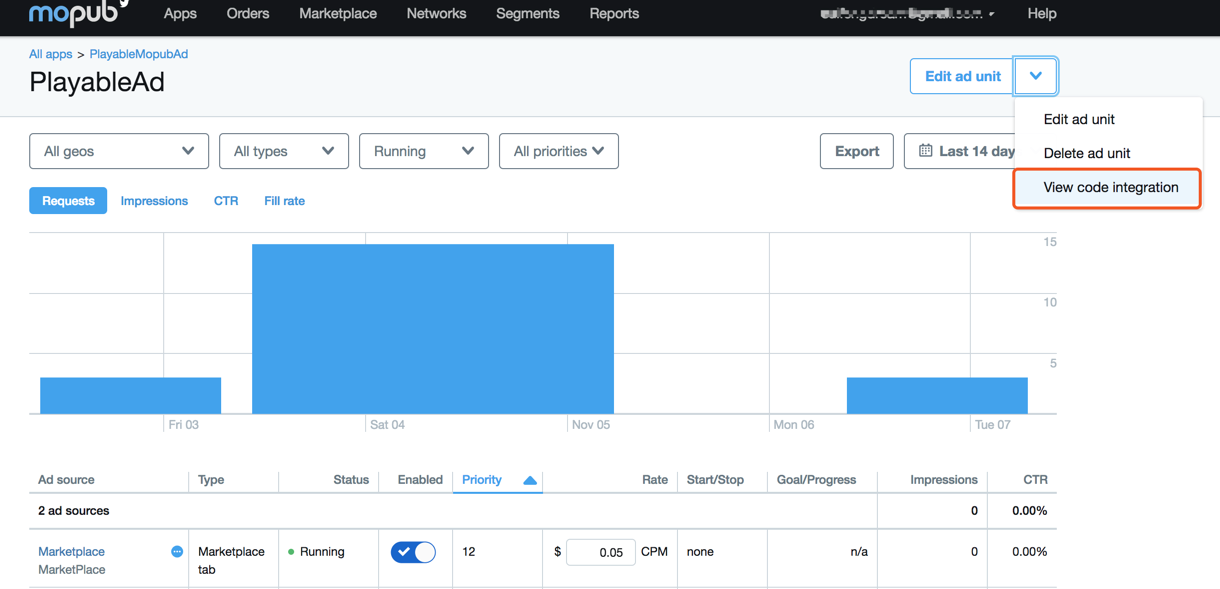 mopub Apps Orders Marketplace Networks Segments Reports Help
All apps > PlayableMopubAd
PlayableAd
Edit ad unit
Edit ad unit
Delete ad unit
View code integration
All geos All types Running All priorities Export Last 14 day
Requests Impressions CTR Fill rate
15
10
5
Fri 03 Sat 04 Nov 05 Mon 06 Tue 07
Ad source Type Status Enabled Priority Rate Start/Stop Goal/Progress Impressions CTR
2 ad sources 0 0.00%
Marketplace Marketplace Running 12 $ 0.05 CPM none n/a 0 0.00%
MarketPlace tab